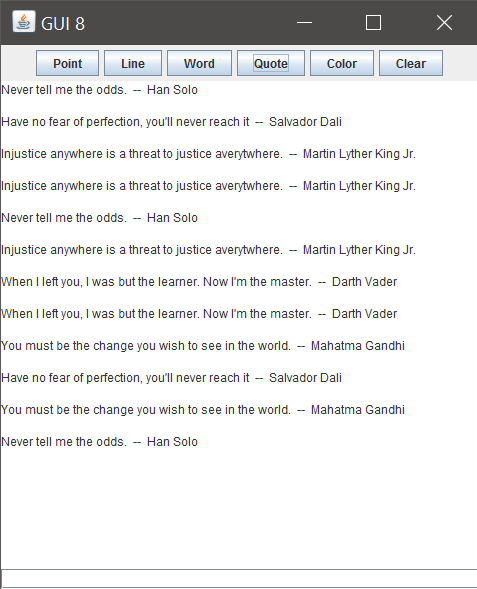 GUI 8
Point Line Word Quote Color Clear
Never tell me the odds. -- Han Solo
Have no fear of perfection, you'll never reach it -- Salvador Dali
Injustice anywhere is a threat to justice averytwhere. -- Martin Lyther King Jr.
Injustice anywhere is a threat to justice averytwhere. -- Martin Lyther King Jr.
Never tell me the odds. -- Han Solo
Injustice anywhere is a threat to justice averytwhere. -- Martin Lyther King Jr.
When I left you, I was but the learner. Now I'm the master. -- Darth Vader
When I left you, I was but the learner. Now I'm the master. -- Darth Vader
You must be the change you wish to see in the world. -- Mahatma Gandhi
Have no fear of perfection, you'll never reach it -- Salvador Dali
You must be the change you wish to see in the world. -- Mahatma Gandhi
Never tell me the odds. -- Han Solo